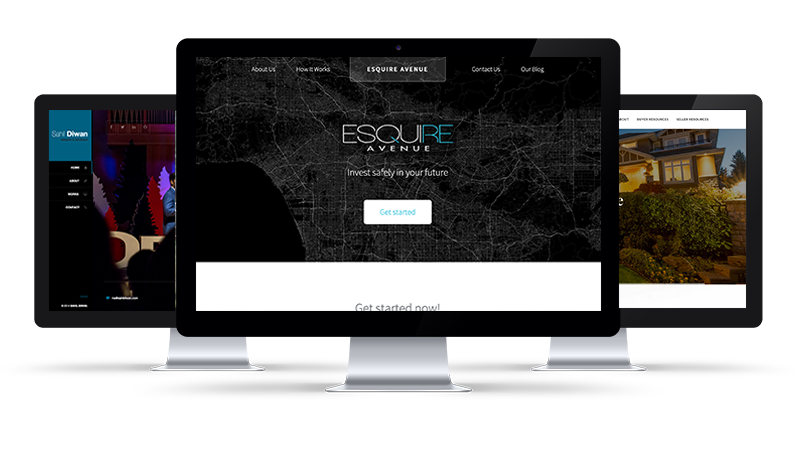 Sahil Diwan
HOME
ABOUT
WORKS
CONTACT
About Us
How It Works
ESQUIRE AVENUE
Contact Us
Our Blog
ESQUIRE
AVENUE
Invest safely in your future
Get started
Get started now!
ABOUT
BUYER RESOURCES
SELLER RESOURCES